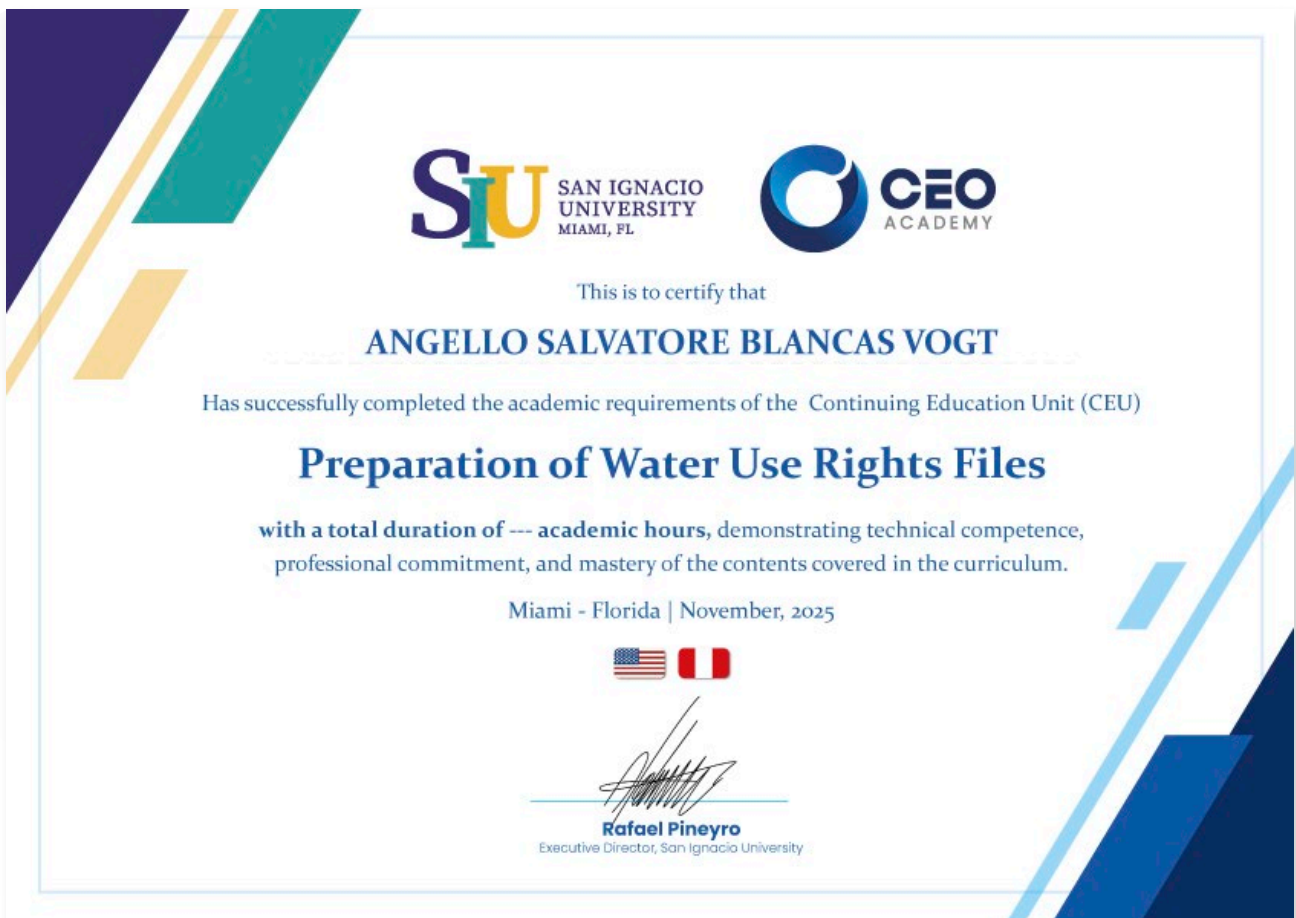 SIU
SAN IGNACIO
UNIVERSITY
MIAMI, FL
CEO
ACADEMY
This is to certify that
ANGELLO SALVATORE BLANCAS VOGT
Has successfully completed the academic requirements of the Continuing Education Unit (CEU)
Preparation of Water Use Rights Files
with a total duration of --- academic hours, demonstrating technical competence,
professional commitment, and mastery of the contents covered in the curriculum.
Miami - Florida | November, 2025
Rafael Pineyro
Executive Director, San Ignacio University